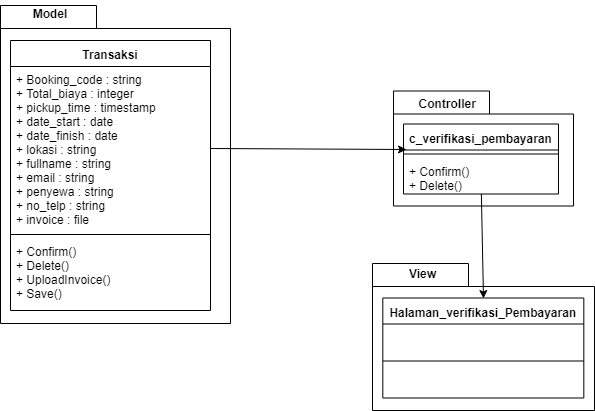 Model
Transaksi
+ Booking_code : string
+ Total_biaya : integer
+ pickup_time : timestamp
+ date_start : date
+ date_finish : date
+ lokasi : string
+ fullname : string
+ email : string
+ penyewa : string
+ no_telp : string
+ invoice : file
+ Confirm()
+ Delete()
+ UploadInvoice()
+ Save()
Controller
c_verifikasi_pembayaran
+ Confirm()
+ Delete()
View
Halaman_verifikasi_Pembayaran